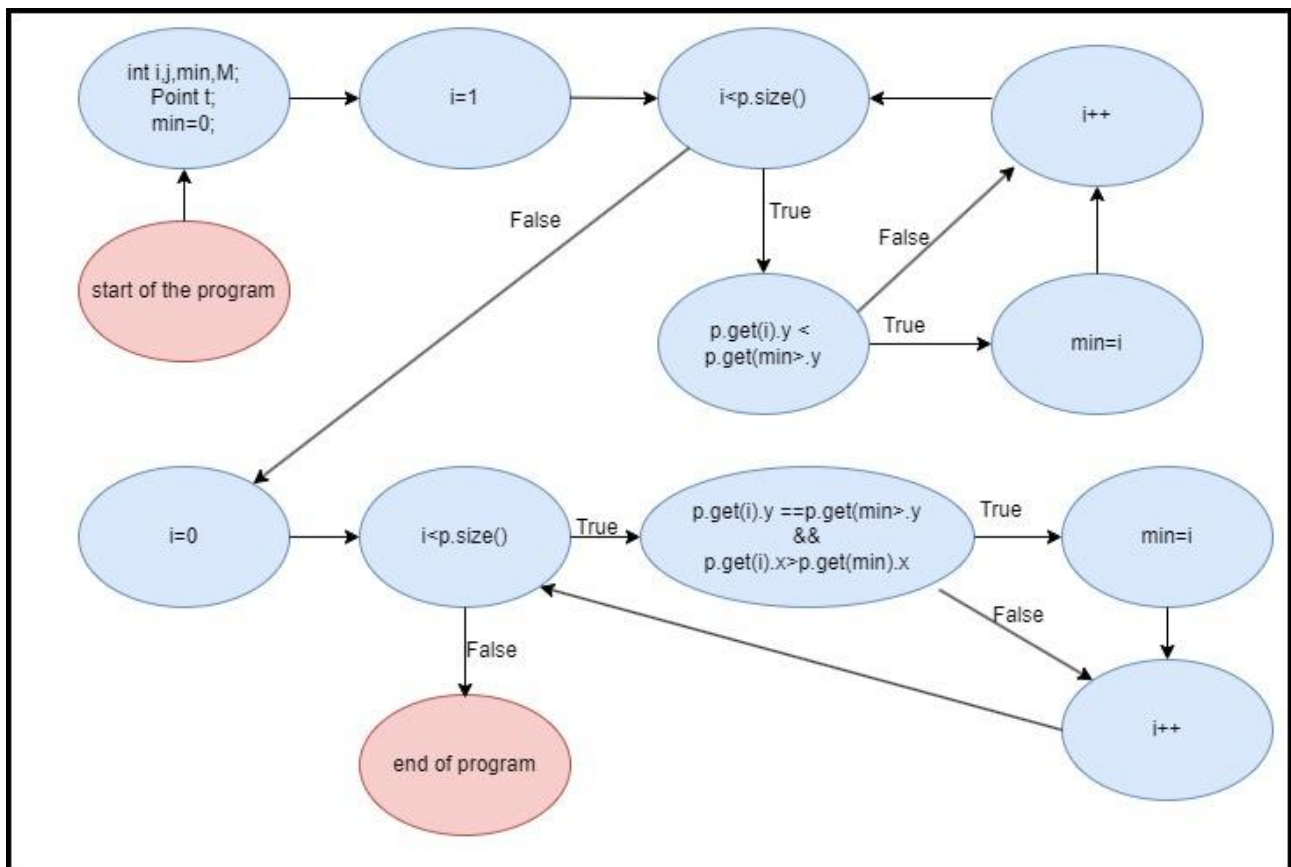 int i,j,min,M;
Point t;
min=0;
i=1
i<p.size()
i++
False
True
False
start of the program
p.get(i).y <
p.get(min>.y
True
min=i
i=0
i<p.size()
True
p.get(i).y ==p.get(min>.y
&&
p.get(i).x>p.get(min).x
True
min=i
False
False
i++
end of program